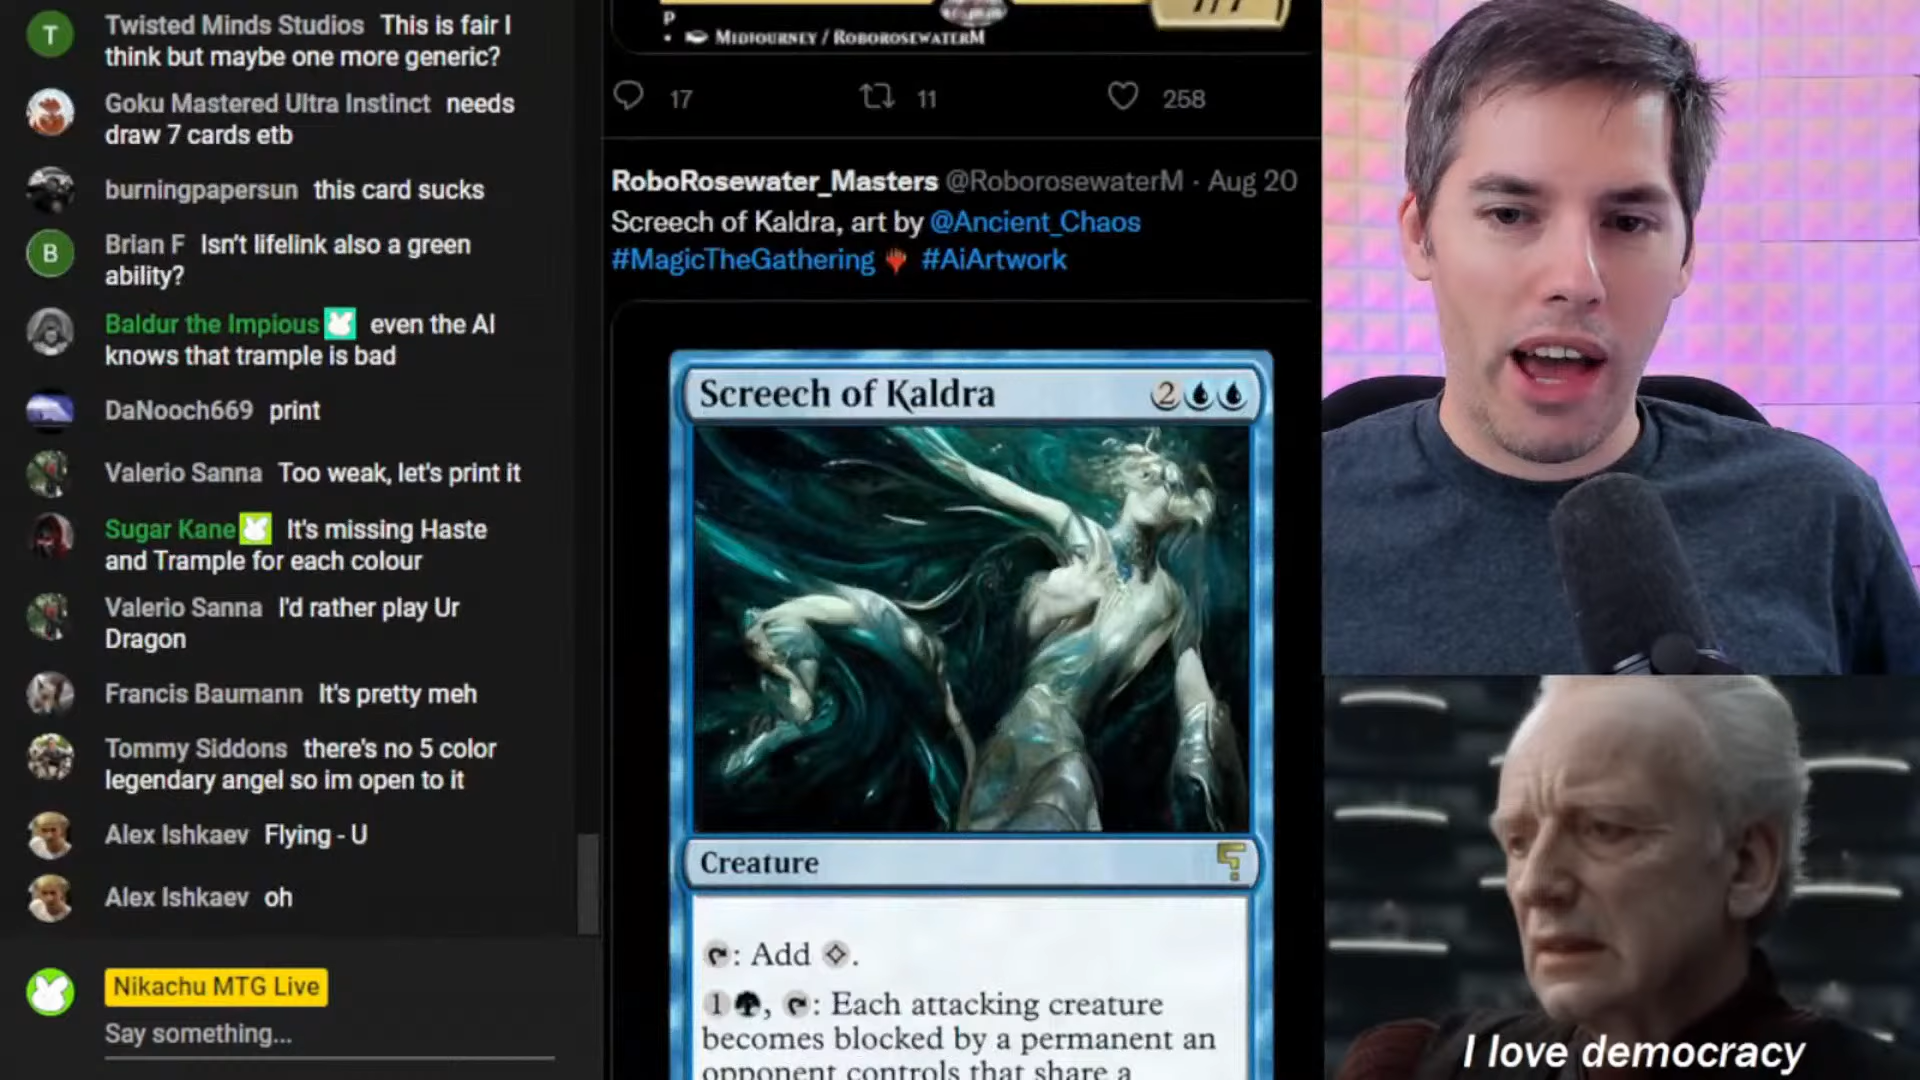 Twisted Minds Studios This is fair I
think but maybe one more generic?
Goku Mastered Ultra Instinct needs
draw 7 cards etb
burningpapersun this card sucks
Brian F Isn't lifelink also a green
ability?
Baldur the Impious even the AI
knows that trample is bad
DaNooch669 print
Valerio Sanna Too weak, let's print it
Sugar Kane It's missing Haste
and Trample for each colour
Valerio Sanna I'd rather play Ur
Dragon
Francis Baumann It's pretty meh
Tommy Siddons there's no 5 color
legendary angel so im open to it
Alex Ishkaev Flying - U
Alex Ishkaev oh
Nikachu MTG Live
Say something...
T
B
P
7/7
• Midjourney / RoborosewaterM
17 11 258
RoboRosewater_Masters @RoborosewaterM · Aug 20
Screech of Kaldra, art by @Ancient_Chaos
#MagicTheGathering #AiArtwork
Screech of Kaldra 2
Creature
: Add .
1 , : Each attacking creature
becomes blocked by a permanent an
opponent controls that share a
I love democracy